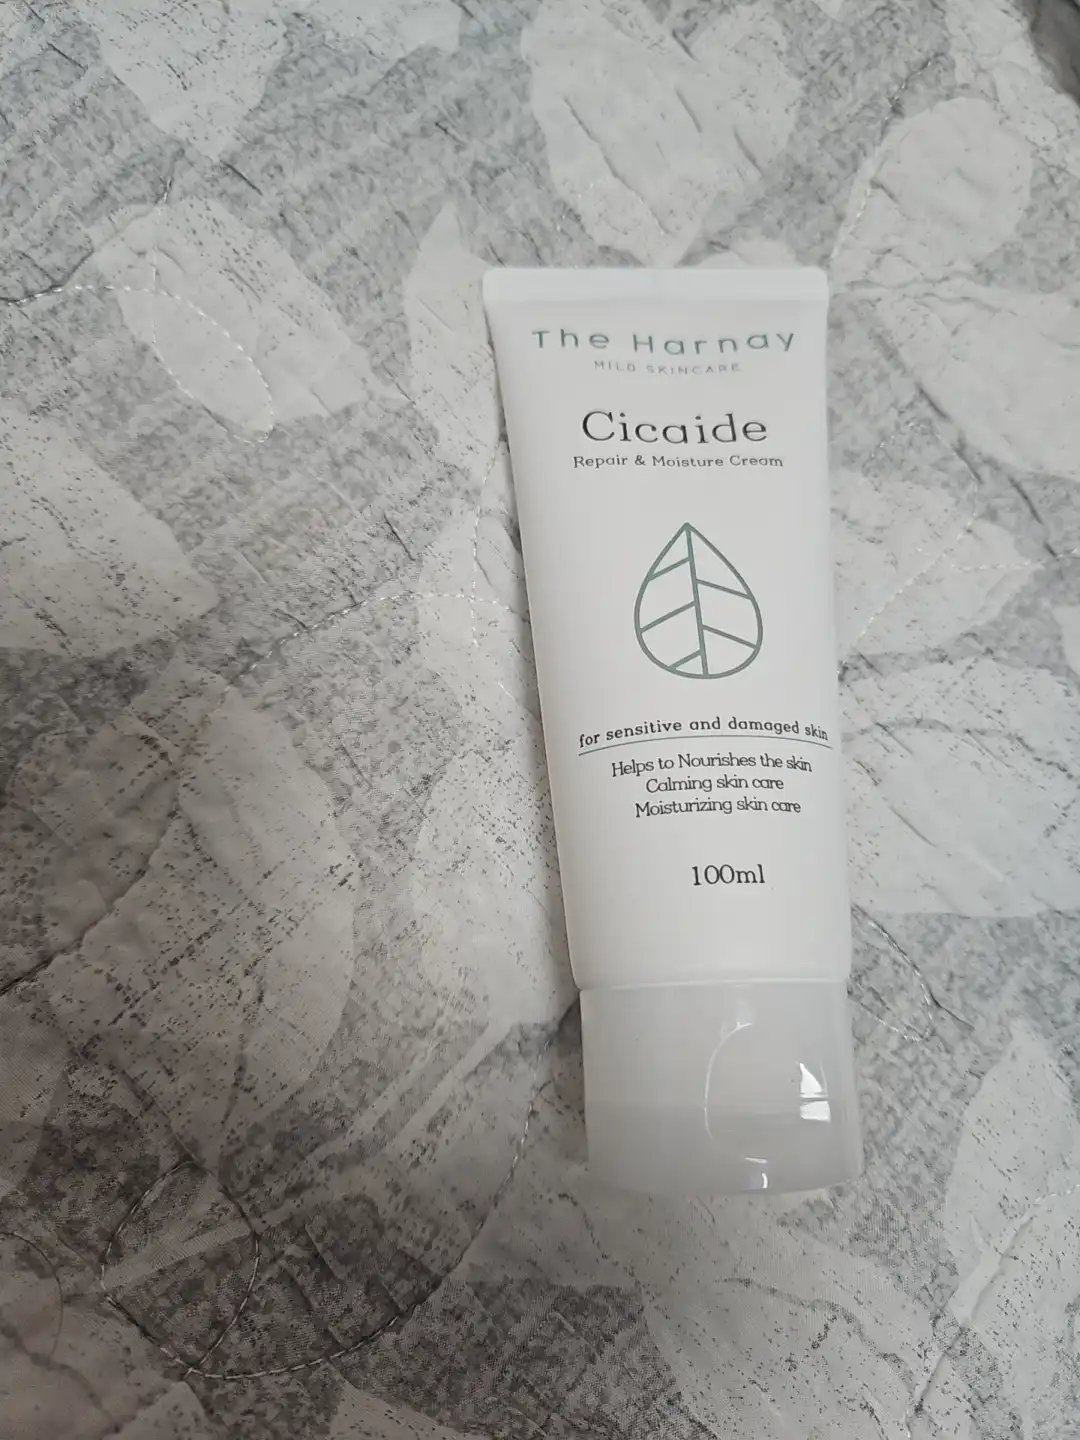 The Harnay
MILD SKINCARE
Cicaide
Repair & Moisture Cream
for sensitive and damaged skin
Helps to Nourishes the skin
Calming skin care
Moisturizing skin care
100ml